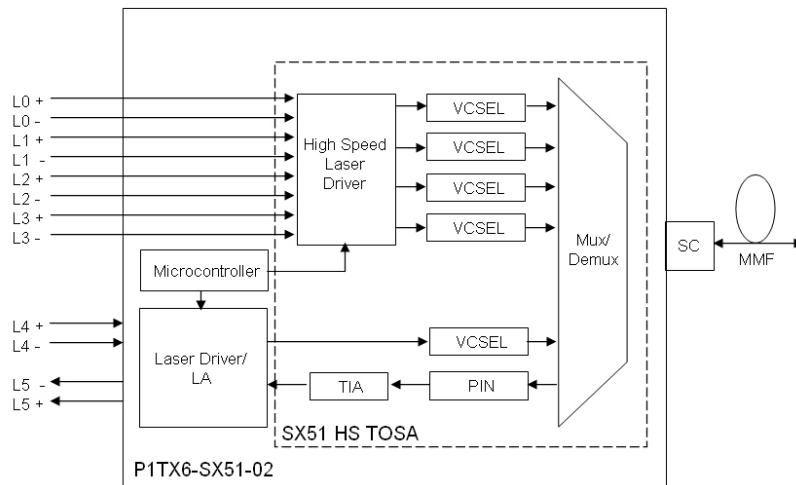 L0 +
L0 -
L1 +
L1 -
L2 +
L2 -
L3 +
L3 -
High Speed
Laser
Driver
VCSEL
VCSEL
VCSEL
VCSEL
Mux/
Demux
SC
MMF
Microcontroller
L4 +
L4 -
Laser Driver/
LA
VCSEL
L5 -
L5 +
TIA
PIN
SX51 HS TOSA
P1TX6-SX51-02